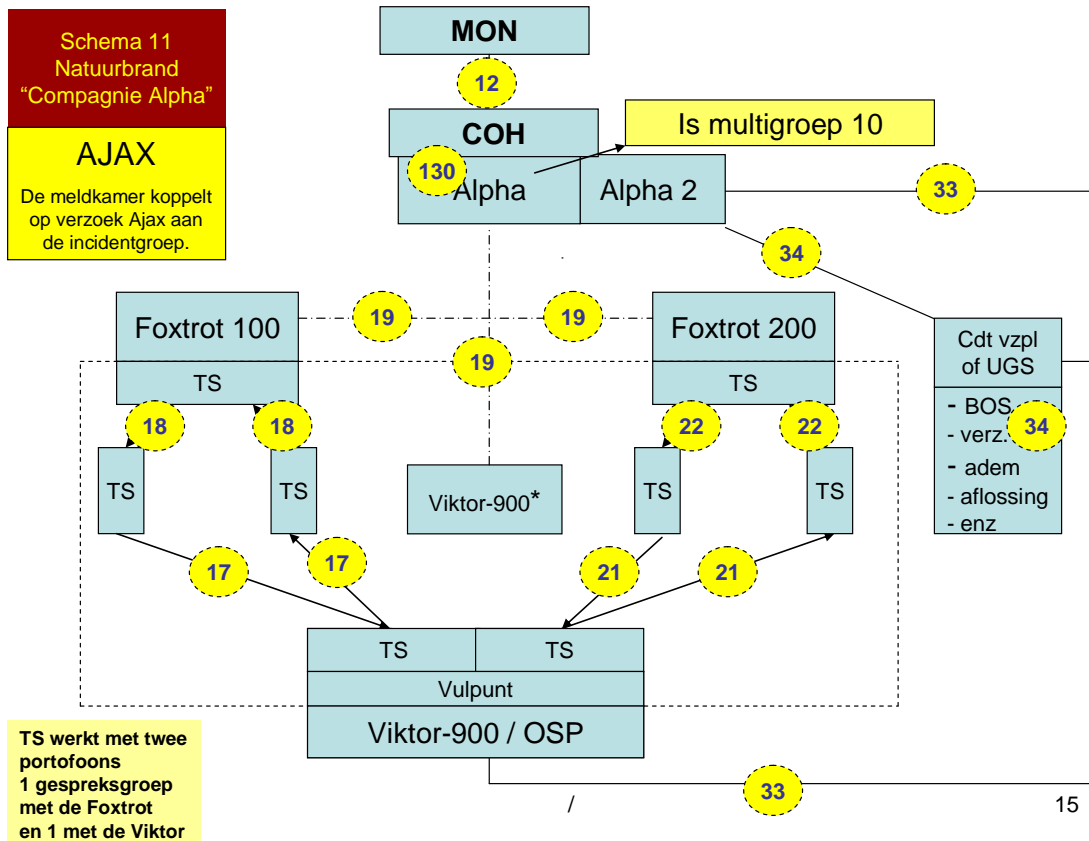 Schema 11
Natuurbrand
“Compagnie Alpha”
AJAX
De meldkamer koppelt
op verzoek Ajax aan
de incidentgroep.
MON
12
COH
Is multigroep 10
130
Alpha
Alpha 2
33
34
Foxtrot 100
19
19
Foxtrot 200
19
Cdt vzpl
of UGS
TS
TS
- BOS
- verz.
34
- adem
- aflossing
- enz
18
18
22
22
TS
TS
Viktor-900*
TS
TS
17
17
21
21
TS
TS
Vulpunt
Viktor-900 / OSP
TS werkt met twee
portofoons
1 gespreksgroep
met de Foxtrot
en 1 met de Viktor
33
/
15